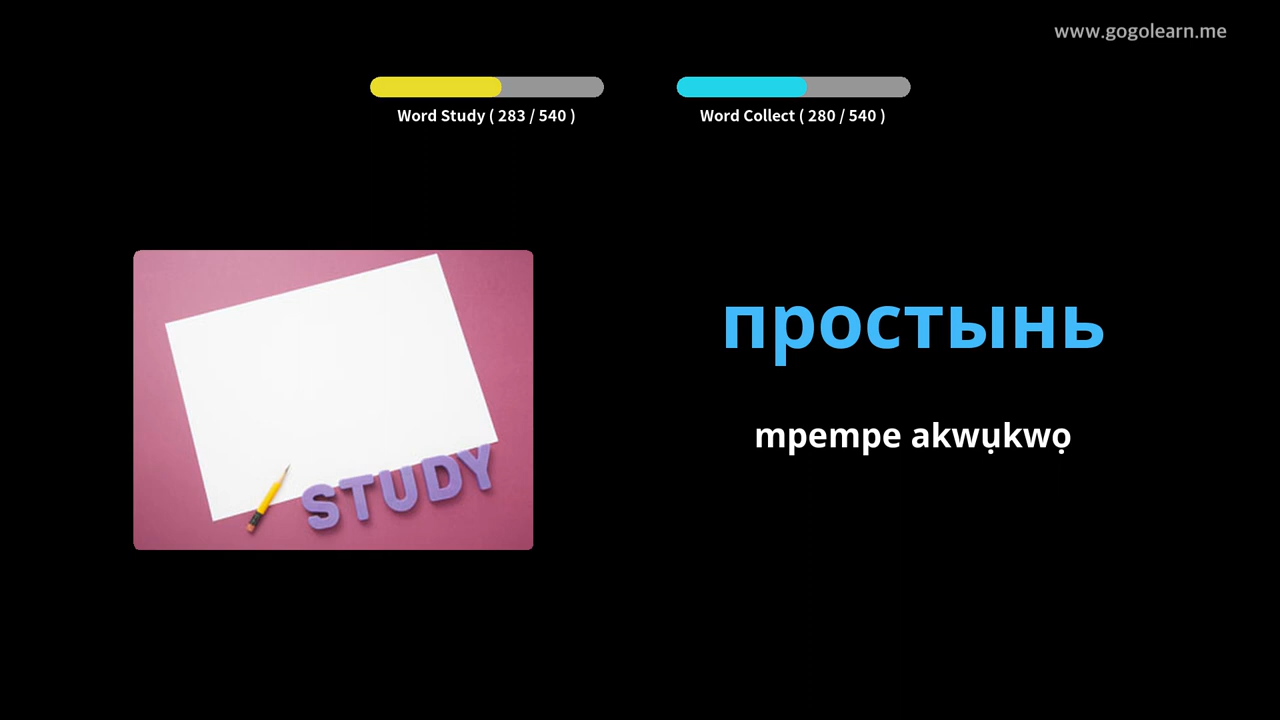 www.gogolearn.me
Word Study ( 283 / 540 )
Word Collect ( 280 / 540 )
простынь
mpempe akwụkwọ
STUDY